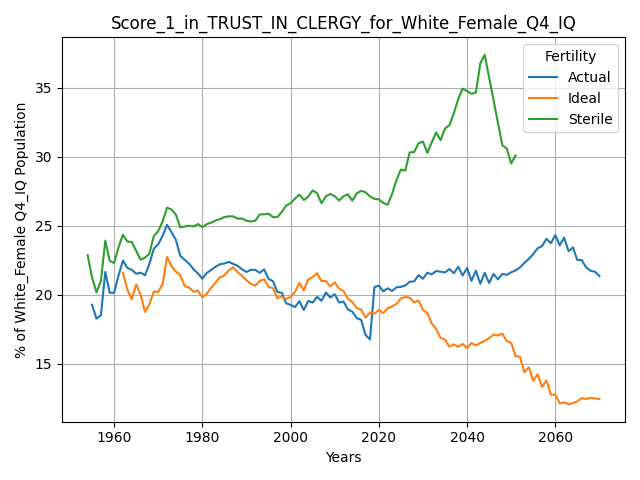 Score_1_in_TRUST_IN_CLERGY_for_White_Female_Q4_IQ
Fertility
Actual
Ideal
Sterile
% of White_Female Q4_IQ Population
35
30
25
20
15
1960
1980
2000
2020
2040
2060
Years